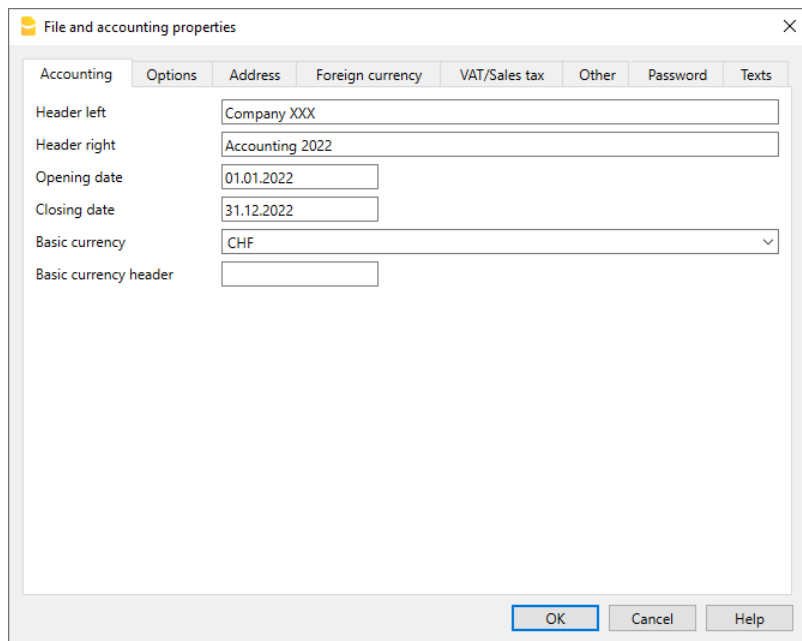 File and accounting properties
Accounting Options Address Foreign currency VAT/Sales tax Other Password Texts
Header left Company XXX
Header right Accounting 2022
Opening date 01.01.2022
Closing date 31.12.2022
Basic currency CHF
Basic currency header
OK Cancel Help